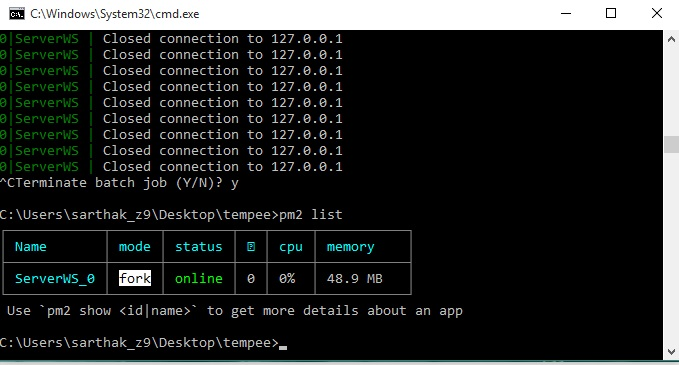 C:\Windows\System32\cmd.exe
0|ServerWS | Closed connection to 127.0.0.1
0|ServerWS | Closed connection to 127.0.0.1
0|ServerWS | Closed connection to 127.0.0.1
0|ServerWS | Closed connection to 127.0.0.1
0|ServerWS | Closed connection to 127.0.0.1
0|ServerWS | Closed connection to 127.0.0.1
0|ServerWS | Closed connection to 127.0.0.1
0|ServerWS | Closed connection to 127.0.0.1
0|ServerWS | Closed connection to 127.0.0.1
^CTerminate batch job (Y/N)? y
C:\Users\sarthak_z9\Desktop\tempee>pm2 list
Name mode status cpu memory
ServerWS_0 fork online 0 0% 48.9 MB
Use `pm2 show <id|name>` to get more details about an app
C:\Users\sarthak_z9\Desktop\tempee>_